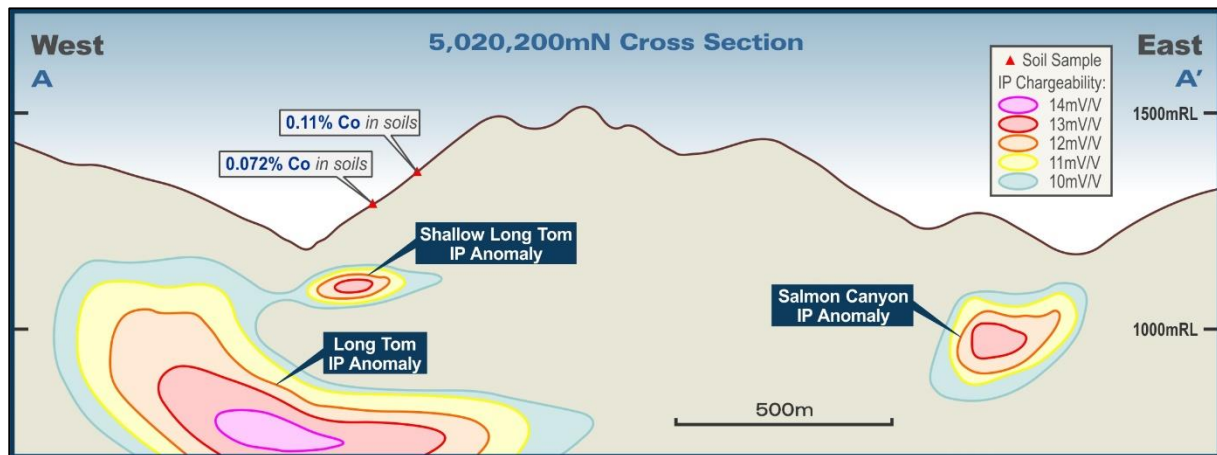 West
A
5,020,200mN Cross Section
East
A'
Soil Sample
IP Chargeability:
14mV/V
13mV/V
12mV/V
11mV/V
10mV/V
1500mRL
0.11% Co in soils
0.072% Co in soils
Shallow Long Tom
IP Anomaly
Salmon Canyon
IP Anomaly
1000mRL
Long Tom
IP Anomaly
500m